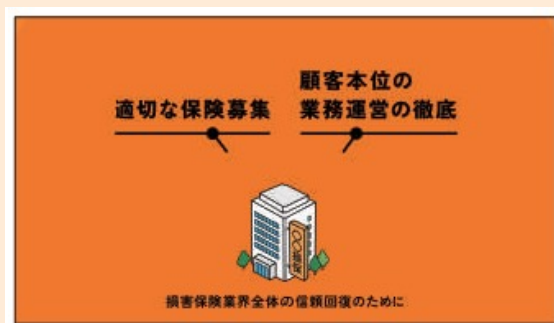 適切な保険募集
顧客本位の
業務運営の徹底
損害保険業界全体の信頼回復のために